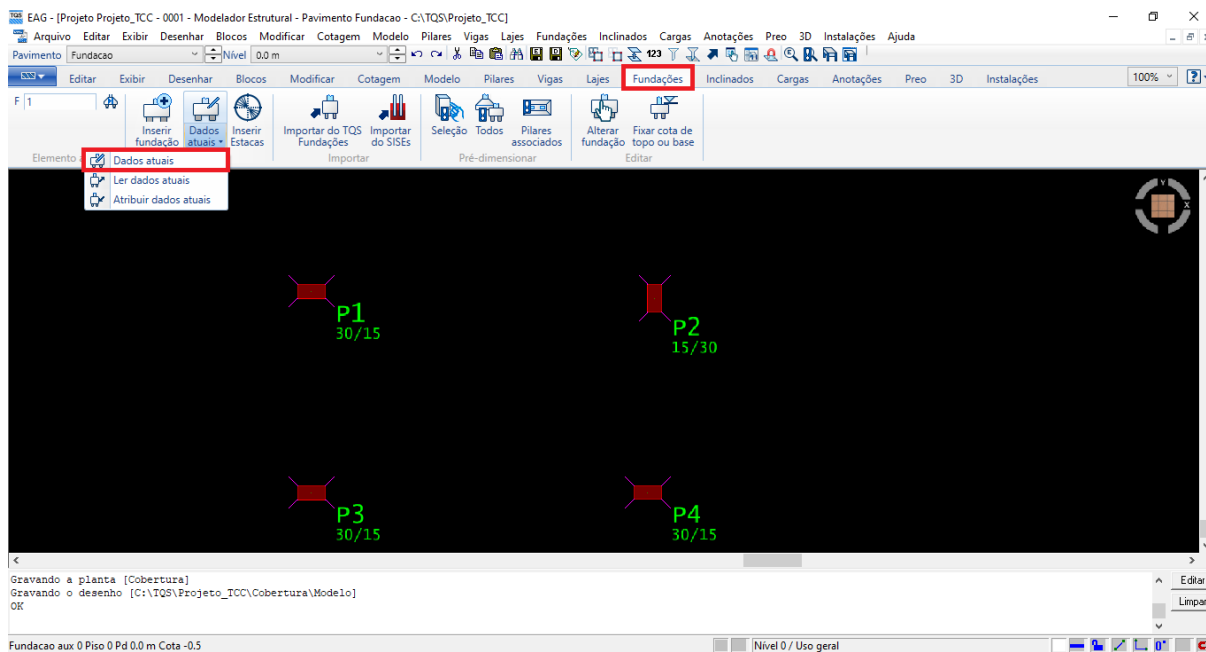 TQS EAG - [Projeto Projeto_TCC - 0001 - Modelador Estrutural - Pavimento Fundacao - C:\TQS\Projeto_TCC]
Arquivo Editar Exibir Desenhar Blocos Modificar Cotagem Modelo Pilares Vigas Lajes Fundações Inclinados Cargas Anotações Preo 3D Instalações Ajuda
Pavimento Fundacao Nível 0.0 m 123
Editar Exibir Desenhar Blocos Modificar Cotagem Modelo Pilares Vigas Lajes Fundações Inclinados Cargas Anotações Preo 3D Instalações 100% ?
F 1
Inserir fundação
Dados atuais
Inserir Estacas
Importar do TQS Fundações
Importar do SISEs
Seleção
Todos
Pilares associados
Alterar fundação
Fixar cota de topo ou base
Elemento a
Importar
Pré-dimensionar
Editar
Dados atuais
Ler dados atuais
Atribuir dados atuais
Y
X
P1
30/15
P2
15/30
P3
30/15
P4
30/15
Gravando a planta [Cobertura]
Gravando o desenho [C:\TQS\Projeto_TCC\Cobertura\Modelo]
OK
Editar
Limpar
Fundacao aux 0 Piso 0 Pd 0.0 m Cota -0.5
Nível 0 / Uso geral
0°